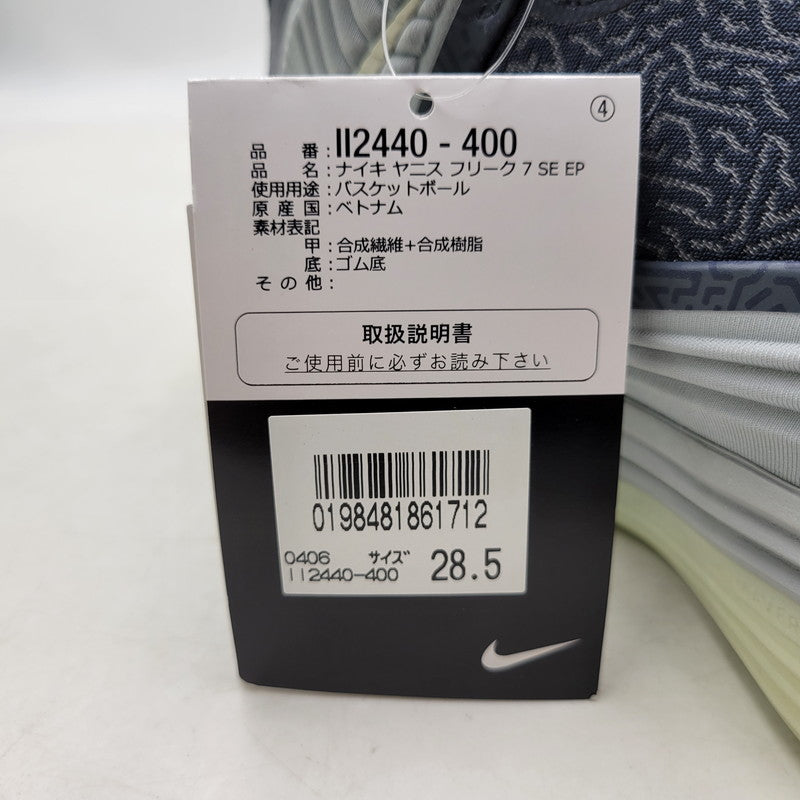 ④
品 番：II2440 - 400
品 名：ナイキ ヤニス フリーク 7 SE EP
使用用途：バスケットボール
原 産 国：ベトナム
素材表記
甲：合成繊維+合成樹脂
底：ゴム底
そ の 他：
取扱説明書
ご使用前に必ずお読み下さい
0198481861712
0406 ｻｲｽﾞ 28.5
II2440-400